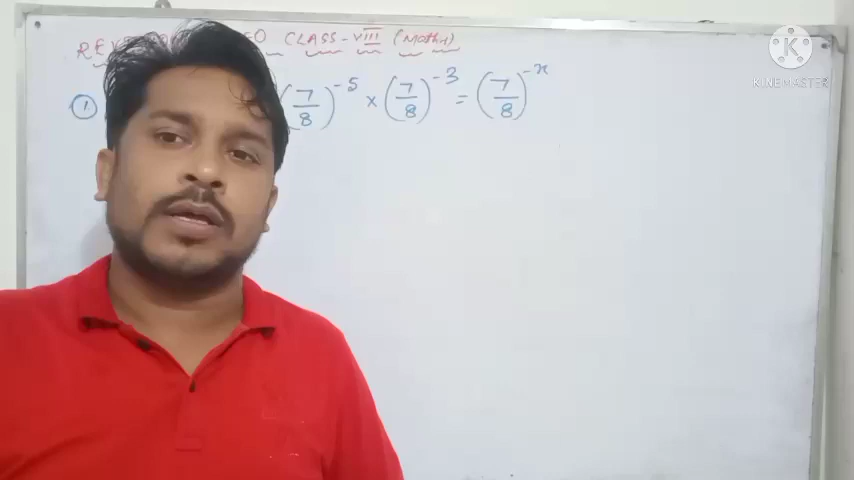 CLASS-VIII (Maths)
① (7/8)^-5 × (7/8)^-3 = (7/8)^-x
KINEMASTER